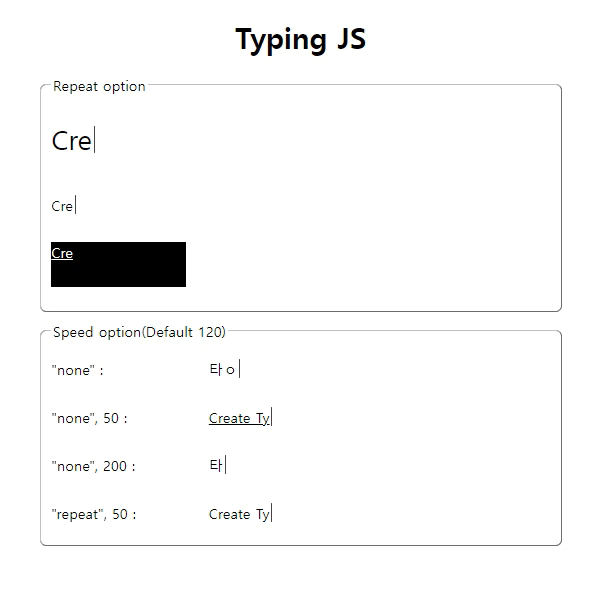 Typing JS
Repeat option
Cre
Cre
Cre
Speed option(Default 120)
"none" : 타ㅇ
"none", 50 : Create Ty
"none", 200 : 타
"repeat", 50 : Create Ty